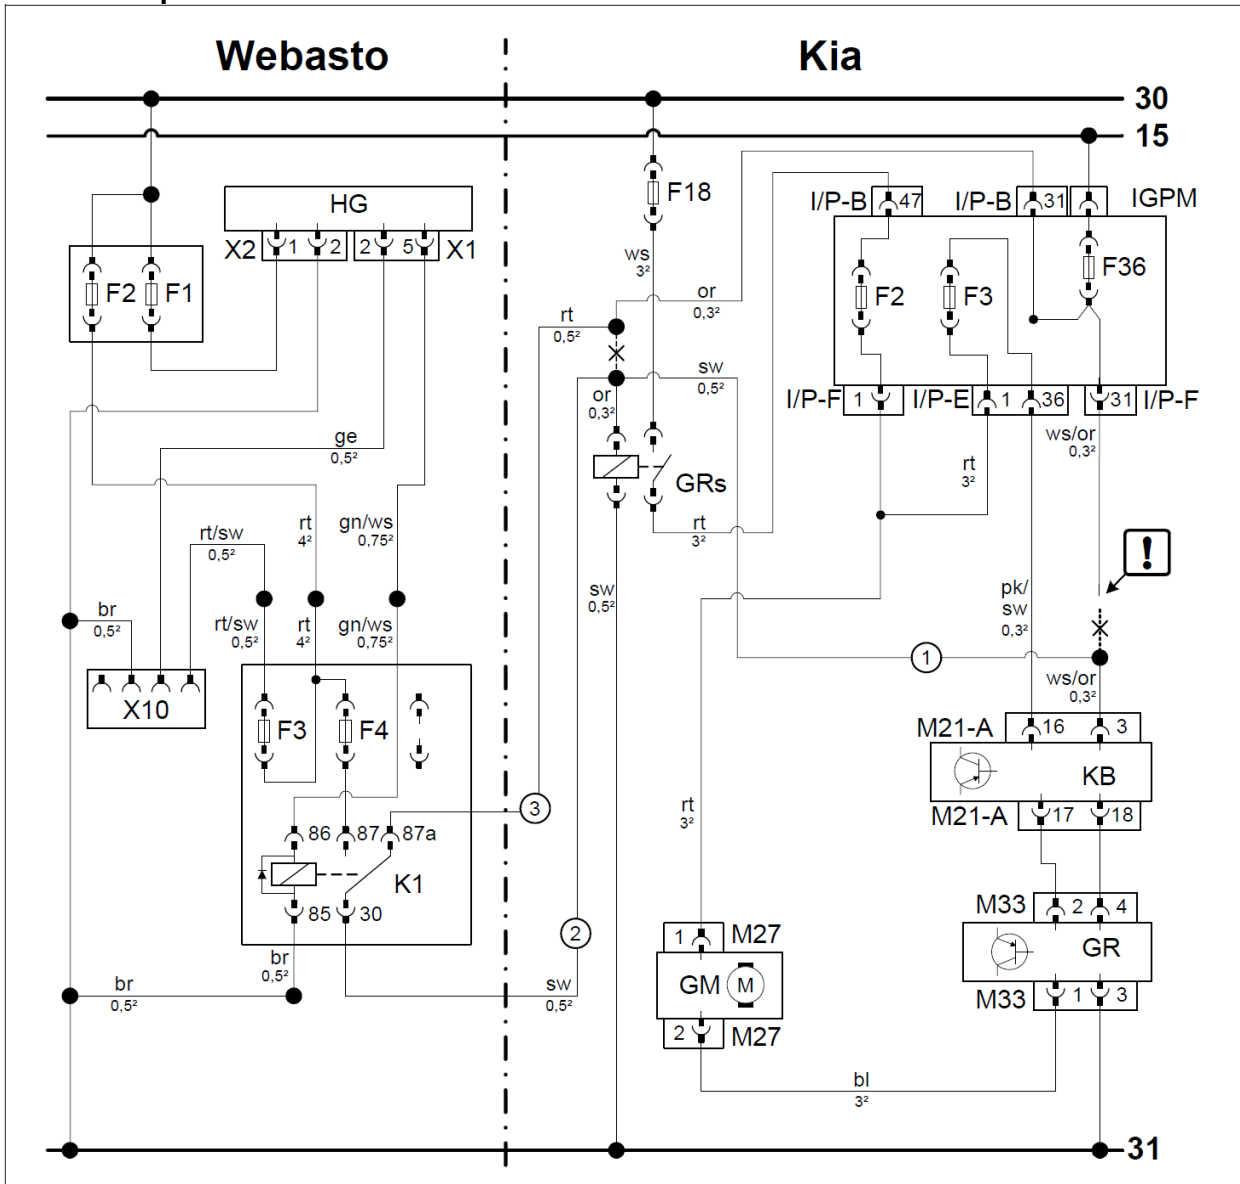 Webasto Kia
30
15
HG
X2 1 2 2 5 X1
F2 F1
F18
I/P-B 47 I/P-B 31 IGPM
F2 F3 F36
ws
3²
or
0,3²
rt
0,5²
sw
0,5²
or
0,3²
I/P-F 1 I/P-E 1 36 31 I/P-F
ws/or
0,3²
ge
0,5²
rt
3²
GRs
rt/sw
0,5²
rt
4²
gn/ws
0,75²
rt
3²
!
sw
0,5²
pk/
sw
0,3²
br
0,5²
rt/sw
0,5²
rt
4²
gn/ws
0,75²
1
ws/or
0,3²
X10
F3 F4
M21-A 16 3
KB
M21-A 17 18
3
rt
3²
86 87 87a
K1
85 30
2
M33 2 4
GR
M33 1 3
1 M27
GM M
2 M27
br
0,5²
br
0,5²
sw
0,5²
bl
3²
31